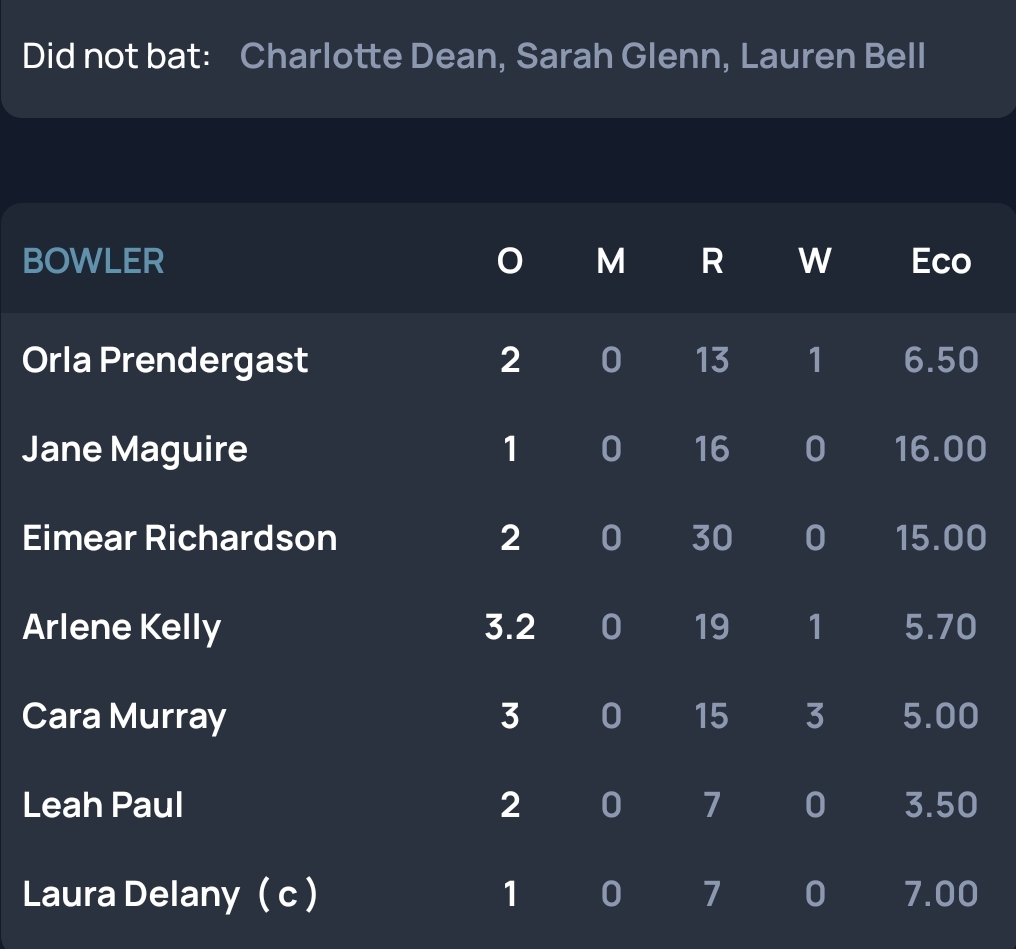 Did not bat: Charlotte Dean, Sarah Glenn, Lauren Bell
BOWLER O M R W Eco
Orla Prendergast 2 0 13 1 6.50
Jane Maguire 1 0 16 0 16.00
Eimear Richardson 2 0 30 0 15.00
Arlene Kelly 3.2 0 19 1 5.70
Cara Murray 3 0 15 3 5.00
Leah Paul 2 0 7 0 3.50
Laura Delany ( c ) 1 0 7 0 7.00